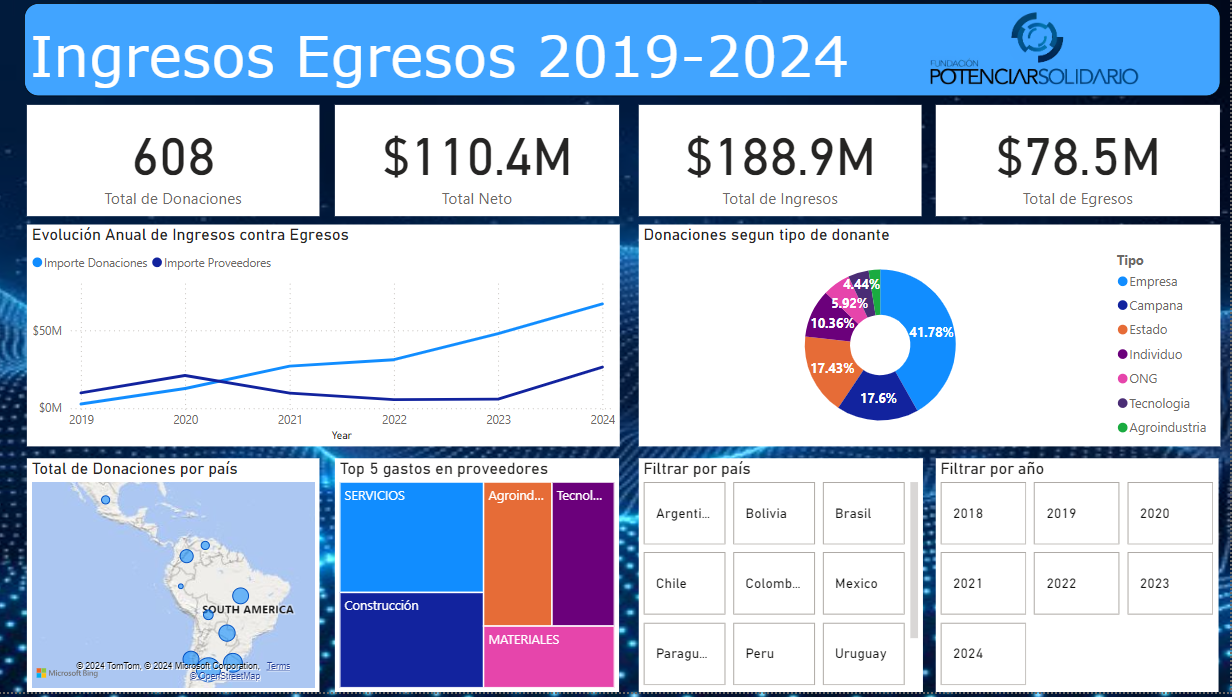 Ingresos Egresos 2019-2024
FUNDACIÓN
POTENCIARSOLIDARIO
608
Total de Donaciones
$110.4M
Total Neto
$188.9M
Total de Ingresos
$78.5M
Total de Egresos
Evolución Anual de Ingresos contra Egresos
Importe Donaciones Importe Proveedores
$50M
$0M
2019 2020 2021 2022 2023 2024
Year
Donaciones segun tipo de donante
41.78%
17.6%
17.43%
10.36%
5.92%
4.44%
Tipo
Empresa
Campana
Estado
Individuo
ONG
Tecnologia
Agroindustria
Total de Donaciones por país
SOUTH AMERICA
© 2024 TomTom, © 2024 Microsoft Corporation, Terms
© OpenStreetMap
Microsoft Bing
Top 5 gastos en proveedores
SERVICIOS
Construcción
Agroind...
Tecnol...
MATERIALES
Filtrar por país
Argenti... Bolivia Brasil
Chile Colomb... Mexico
Paragu... Peru Uruguay
Filtrar por año
2018 2019 2020
2021 2022 2023
2024